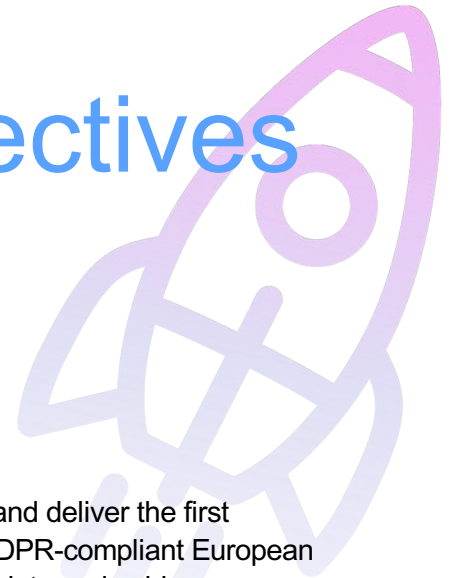 ectives
and deliver the first
DPR-compliant European